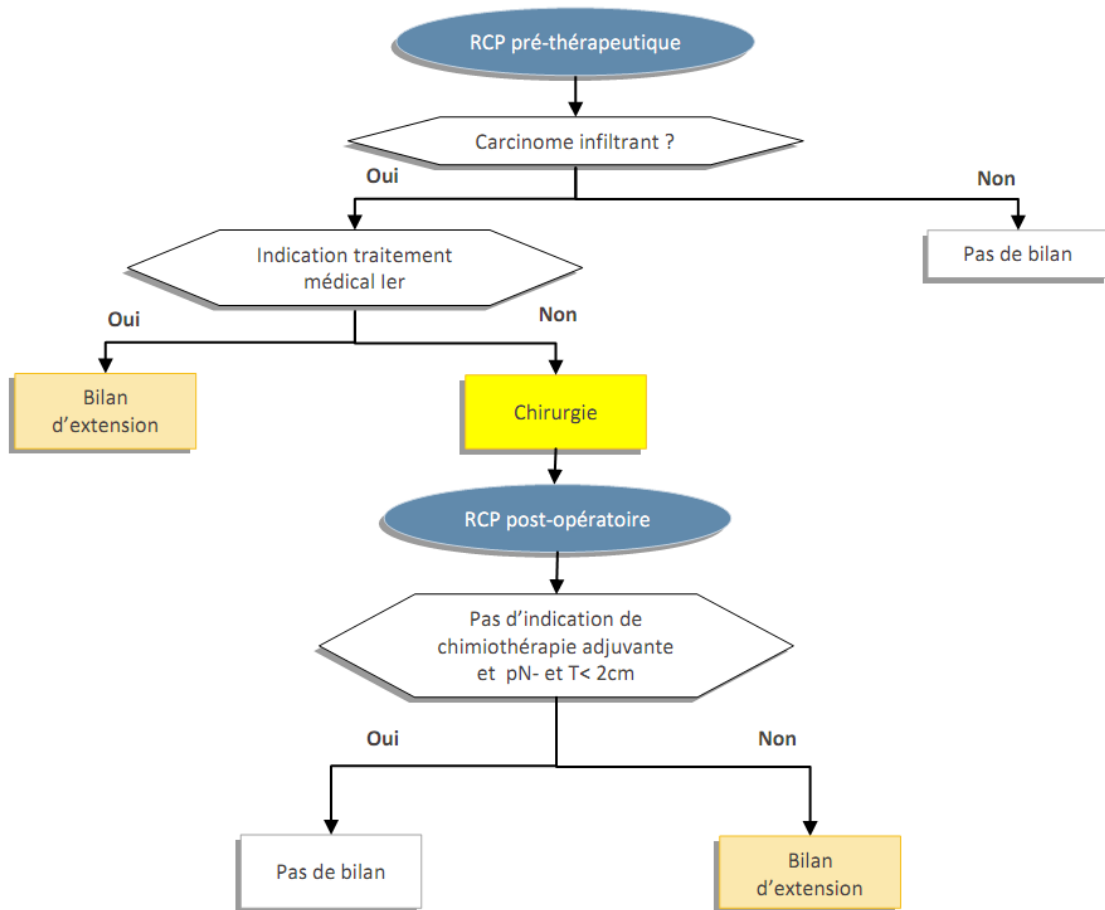 RCP pré-thérapeutique
Carcinome infiltrant ?
Oui
Non
Indication traitement
médical Ier
Pas de bilan
Oui
Non
Bilan
d’extension
Chirurgie
RCP post-opératoire
Pas d’indication de
chimiothérapie adjuvante
et pN- et T< 2cm
Oui
Non
Pas de bilan
Bilan
d’extension